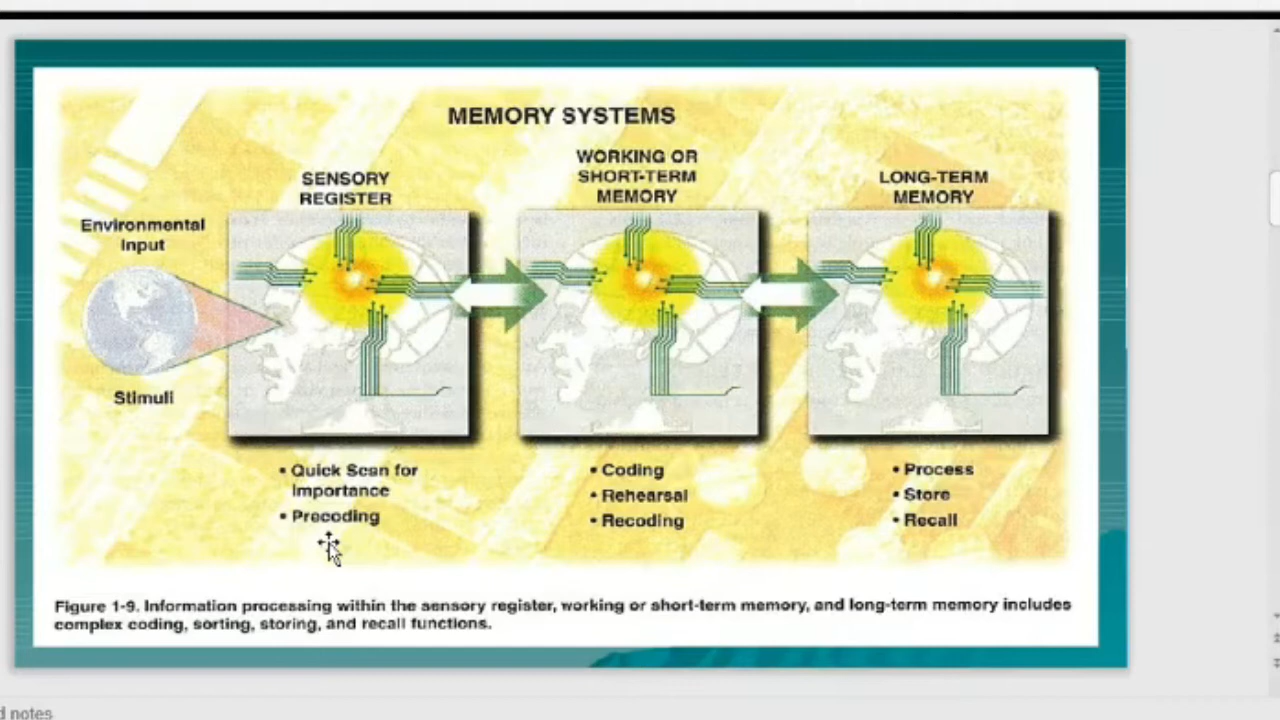 MEMORY SYSTEMS
SENSORY
REGISTER
WORKING OR
SHORT-TERM
MEMORY
LONG-TERM
MEMORY
Environmental
Input
Stimuli
• Quick Scan for
Importance
• Precoding
• Coding
• Rehearsal
• Recoding
• Process
• Store
• Recall
Figure 1-9. Information processing within the sensory register, working or short-term memory, and long-term memory includes
complex coding, sorting, storing, and recall functions.
notes